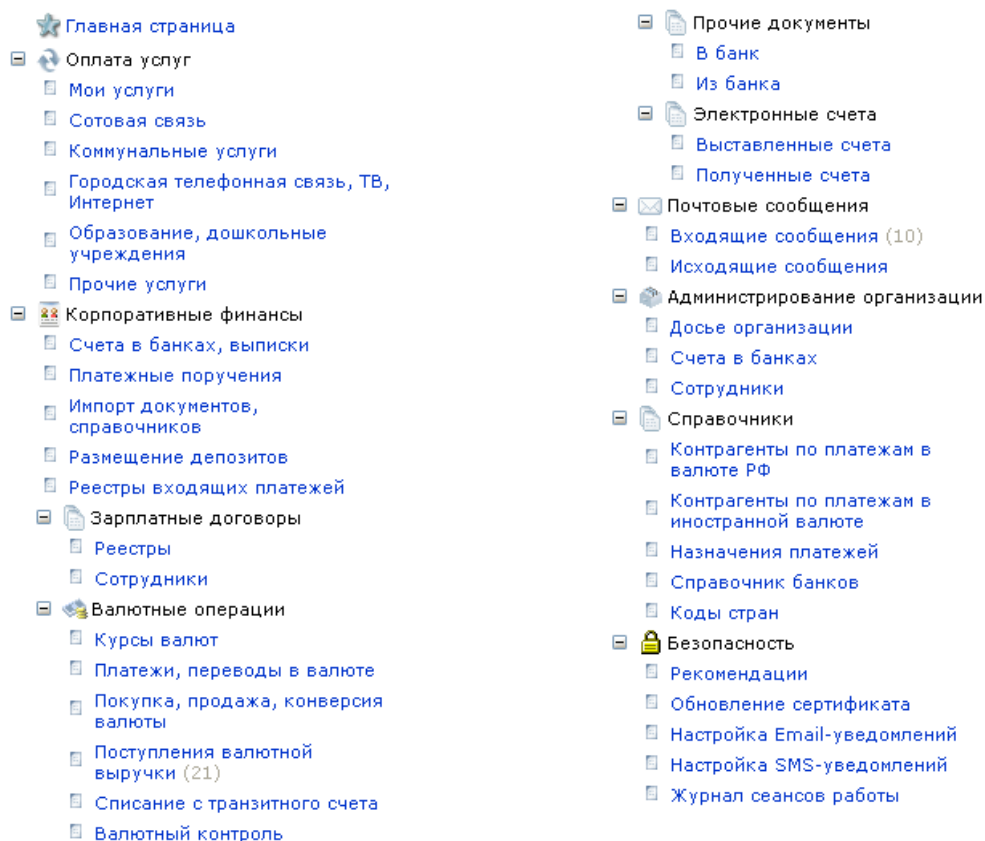 Главная страница
Оплата услуг
Мои услуги
Сотовая связь
Коммунальные услуги
Городская телефонная связь, ТВ,
Интернет
Образование, дошкольные
учреждения
Прочие услуги
Корпоративные финансы
Счета в банках, выписки
Платежные поручения
Импорт документов,
справочников
Размещение депозитов
Реестры входящих платежей
Зарплатные договоры
Реестры
Сотрудники
Валютные операции
Курсы валют
Платежи, переводы в валюте
Покупка, продажа, конверсия
валюты
Поступления валютной
выручки (21)
Списание с транзитного счета
Валютный контроль
Прочие документы
В банк
Из банка
Электронные счета
Выставленные счета
Полученные счета
Почтовые сообщения
Входящие сообщения (10)
Исходящие сообщения
Администрирование организации
Досье организации
Счета в банках
Сотрудники
Справочники
Контрагенты по платежам в
валюте РФ
Контрагенты по платежам в
иностранной валюте
Назначения платежей
Справочник банков
Коды стран
Безопасность
Рекомендации
Обновление сертификата
Настройка Email-уведомлений
Настройка SMS-уведомлений
Журнал сеансов работы